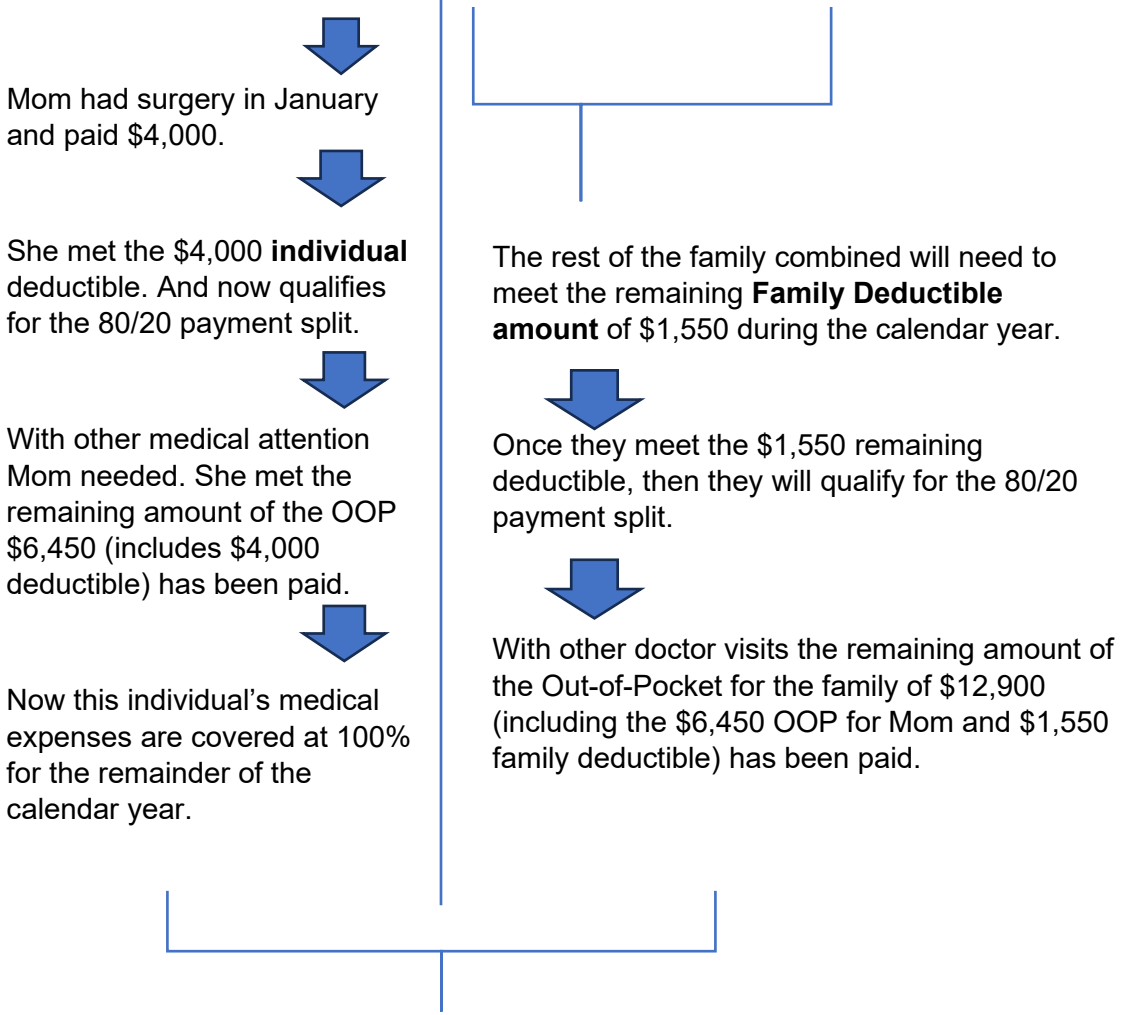 Mom had surgery in January
and paid $4,000.
She met the $4,000 individual
deductible. And now qualifies
for the 80/20 payment split.
With other medical attention
Mom needed. She met the
remaining amount of the OOP
$6,450 (includes $4,000
deductible) has been paid.
Now this individual’s medical
expenses are covered at 100%
for the remainder of the
calendar year.
The rest of the family combined will need to
meet the remaining Family Deductible
amount of $1,550 during the calendar year.
Once they meet the $1,550 remaining
deductible, then they will qualify for the 80/20
payment split.
With other doctor visits the remaining amount of
the Out-of-Pocket for the family of $12,900
(including the $6,450 OOP for Mom and $1,550
family deductible) has been paid.